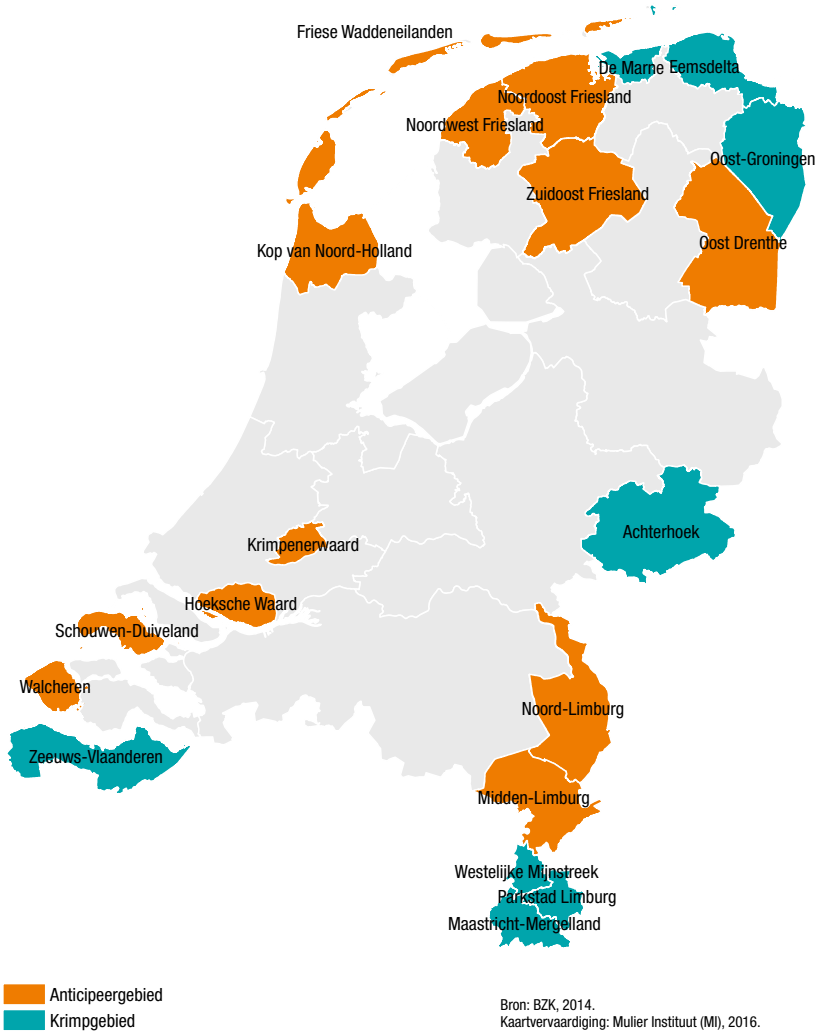 Friese Waddeneilanden
De Marne
Eemsdelta
Noordoost Friesland
Noordwest Friesland
Oost-Groningen
Zuidoost Friesland
Oost Drenthe
Kop van Noord-Holland
Achterhoek
Krimpenerwaard
Hoeksche Waard
Schouwen-Duiveland
Walcheren
Noord-Limburg
Zeeuws-Vlaanderen
Midden-Limburg
Westelijke Mijnstreek
Parkstad Limburg
Maastricht-Mergelland
Anticipeergebied
Krimpgebied
Bron: BZK, 2014.
Kaartvervaardiging: Mulier Instituut (MI), 2016.